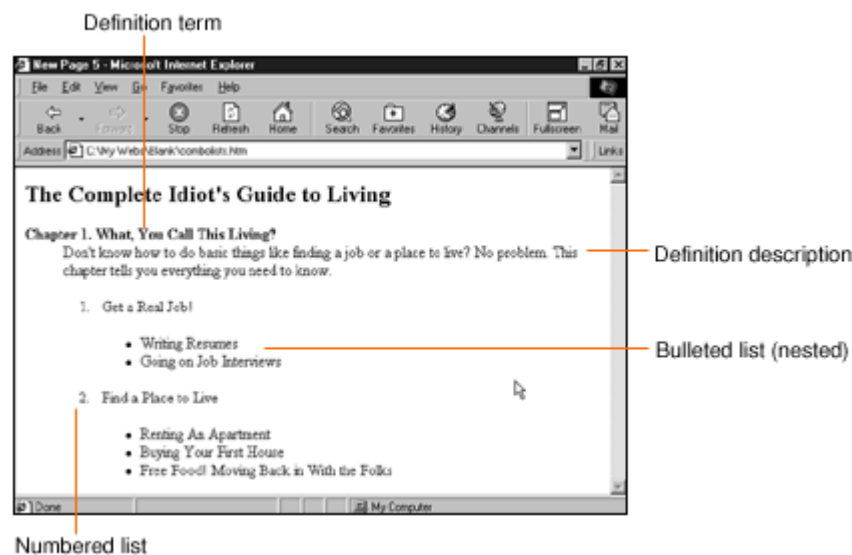 Definition term
New Page 5 - Microsoft Internet Explorer
File Edit View Go Favorites Help
Back Forward Stop Refresh Home Search Favorites History Channels Fullscreen Mail
Address C:\My Webs\Blank\combolists.htm Links
The Complete Idiot's Guide to Living
Chapter 1. What, You Call This Living?
Don't know how to do basic things like finding a job or a place to live? No problem. This
Definition description
chapter tells you everything you need to know.
1. Get a Real Job!
• Writing Resumes
Bulleted list (nested)
• Going on Job Interviews
2. Find a Place to Live
• Renting An Apartment
• Buying Your First House
• Free Food! Moving Back in With the Folks
Done My Computer
Numbered list